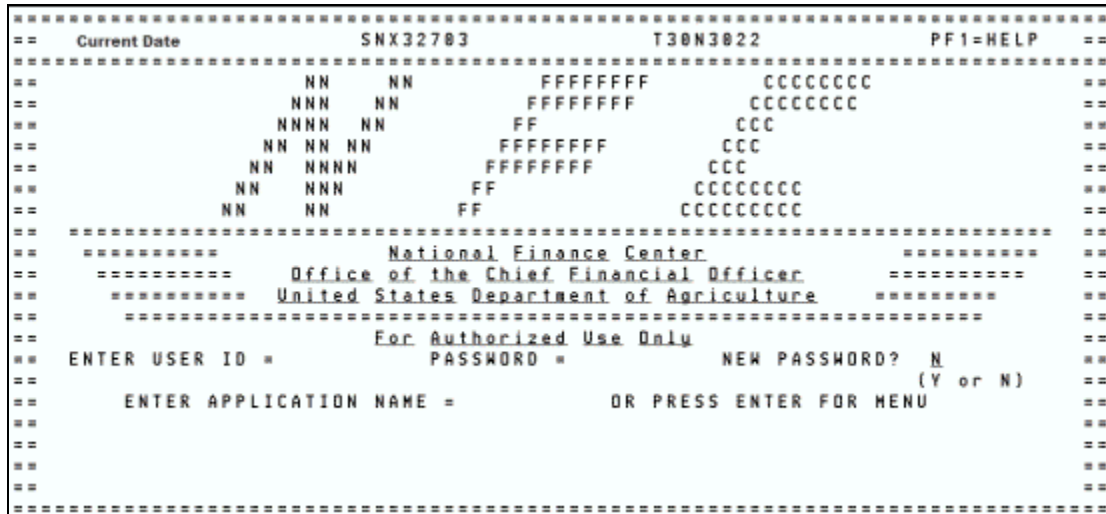 ==============================================================================
== Current Date SNX32703 T30N3022 PF1=HELP ==
==============================================================================
== NN NN FFFFFFFF CCCCCCCC ==
== NNN NN FFFFFFFF CCCCCCCC ==
== NNNN NN FF CCC ==
== NN NN NN FFFFFFFF CCC ==
== NN NNNN FFFFFFFF CCC ==
== NN NNN FF CCCCCCCC ==
== NN NN FF CCCCCCCCC ==
== ====================================================================== ==
== ========== National Finance Center ========== ==
== ========== Office of the Chief Financial Officer ========== ==
== ========== United States Department of Agriculture ========= ==
== ============================================================== ==
== For Authorized Use Only ==
== ENTER USER ID = PASSWORD = NEW PASSWORD? N ==
== (Y or N) ==
== ENTER APPLICATION NAME = OR PRESS ENTER FOR MENU ==
== ==
== ==
== ==
== ==
==============================================================================